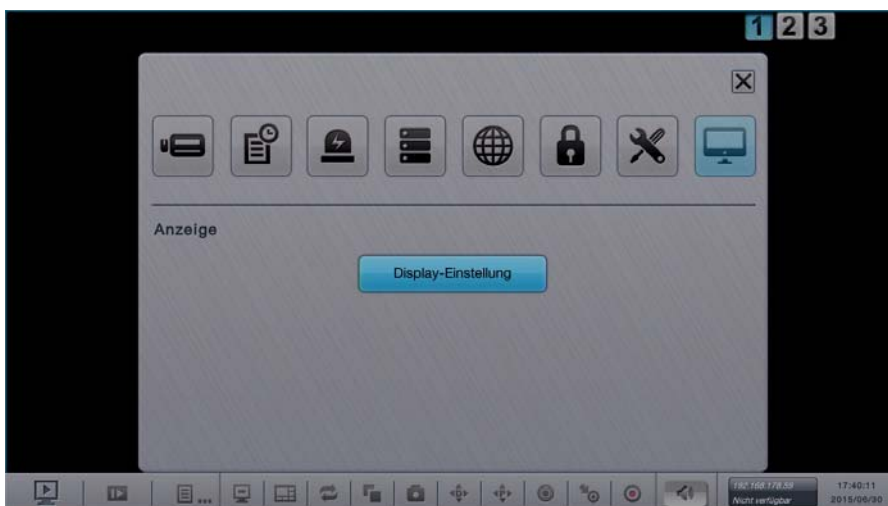 1 2 3
Anzeige
Display-Einstellung
192.168.178.59
Nicht verfügbar
17:40:11
2015/06/30